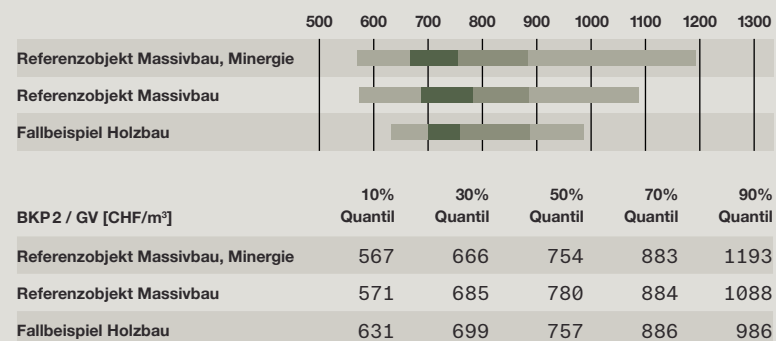 500 600 700 800 900 1000 1100 1200 1300
Referenzobjekt Massivbau, Minergie
Referenzobjekt Massivbau
Fallbeispiel Holzbau
10% 30% 50% 70% 90%
BKP2 / GV [CHF/m³] Quantil Quantil Quantil Quantil Quantil
Referenzobjekt Massivbau, Minergie 567 666 754 883 1193
Referenzobjekt Massivbau 571 685 780 884 1088
Fallbeispiel Holzbau 631 699 757 886 986